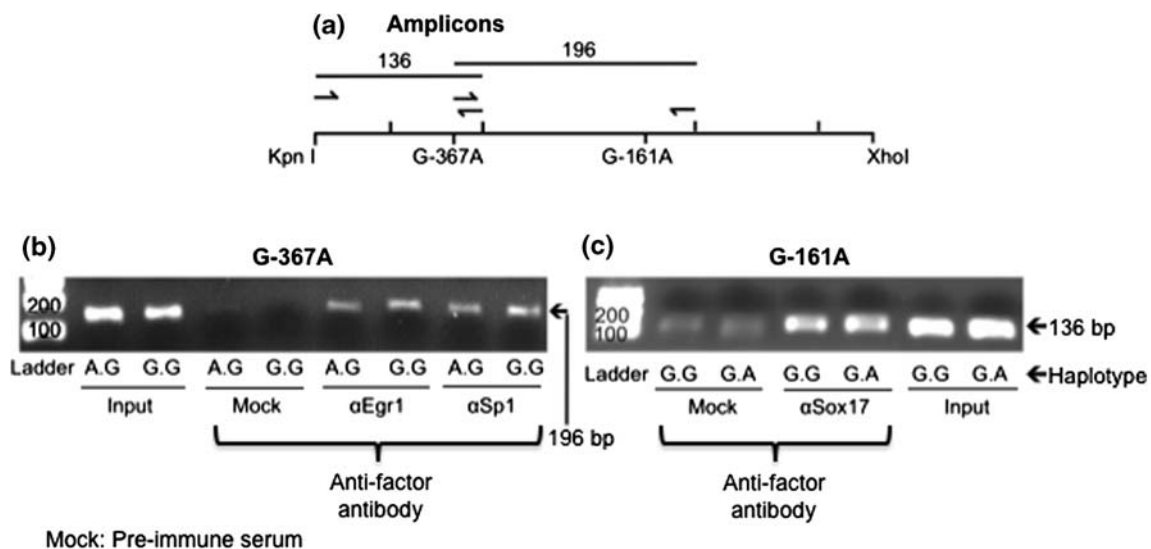 (a) Amplicons
136 196
Kpn I G-367A G-161A XhoI
(b) G-367A
200
100
Ladder A.G G.G A.G G.G A.G G.G A.G G.G
Input Mock αEgr1 αSp1
196 bp
Anti-factor
antibody
(c) G-161A
200
100
136 bp
Ladder G.G G.A G.G G.A G.G G.A Haplotype
Mock αSox17 Input
Anti-factor
antibody
Mock: Pre-immune serum